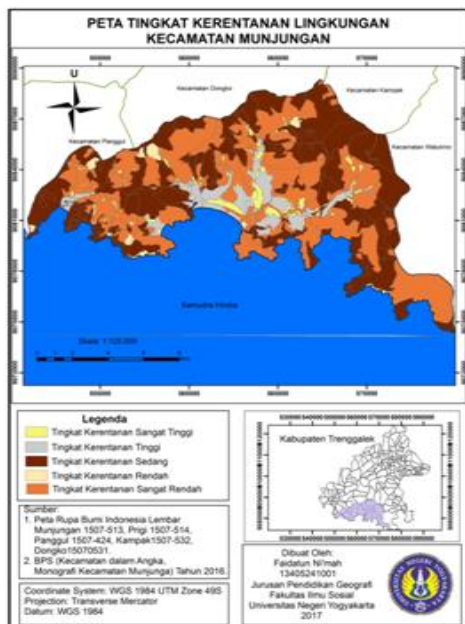 PETA TINGKAT KERENTANAN LINGKUNGAN
KECAMATAN MUNJUNGAN
U
Kecamatan Dongko
Kecamatan Kampak
Kecamatan Panggul
Kecamatan Watulimo
Samudra Hindia
Skala
Legenda
Tingkat Kerentanan Sangat Tinggi
Tingkat Kerentanan Tinggi
Tingkat Kerentanan Sedang
Tingkat Kerentanan Rendah
Tingkat Kerentanan Sangat Rendah
Kabupaten Trenggalek
Sumber:
1. Peta Rupa Bumi Indonesia Lembar
Munjungan 1507-513, Prigi 1507-514,
Panggul 1507-424, Kampak1507-532,
2. BPS (Kecamatan dalam Angka,
Monografi Kecamatan Munjunga) Tahun 2016.
Coordinate System: WGS 1984 UTM Zone 49S
Projection: Transverse Mercator
Datum: WGS 1984
Dibuat Oleh:
Faidatun Ni'mah
13405241001
Jurusan Pendidikan Geografi
Fakultas Ilmu Sosial
Universitas Negeri Yogyakarta
2017
UNIVERSITAS NEGERI YOGYAKARTA